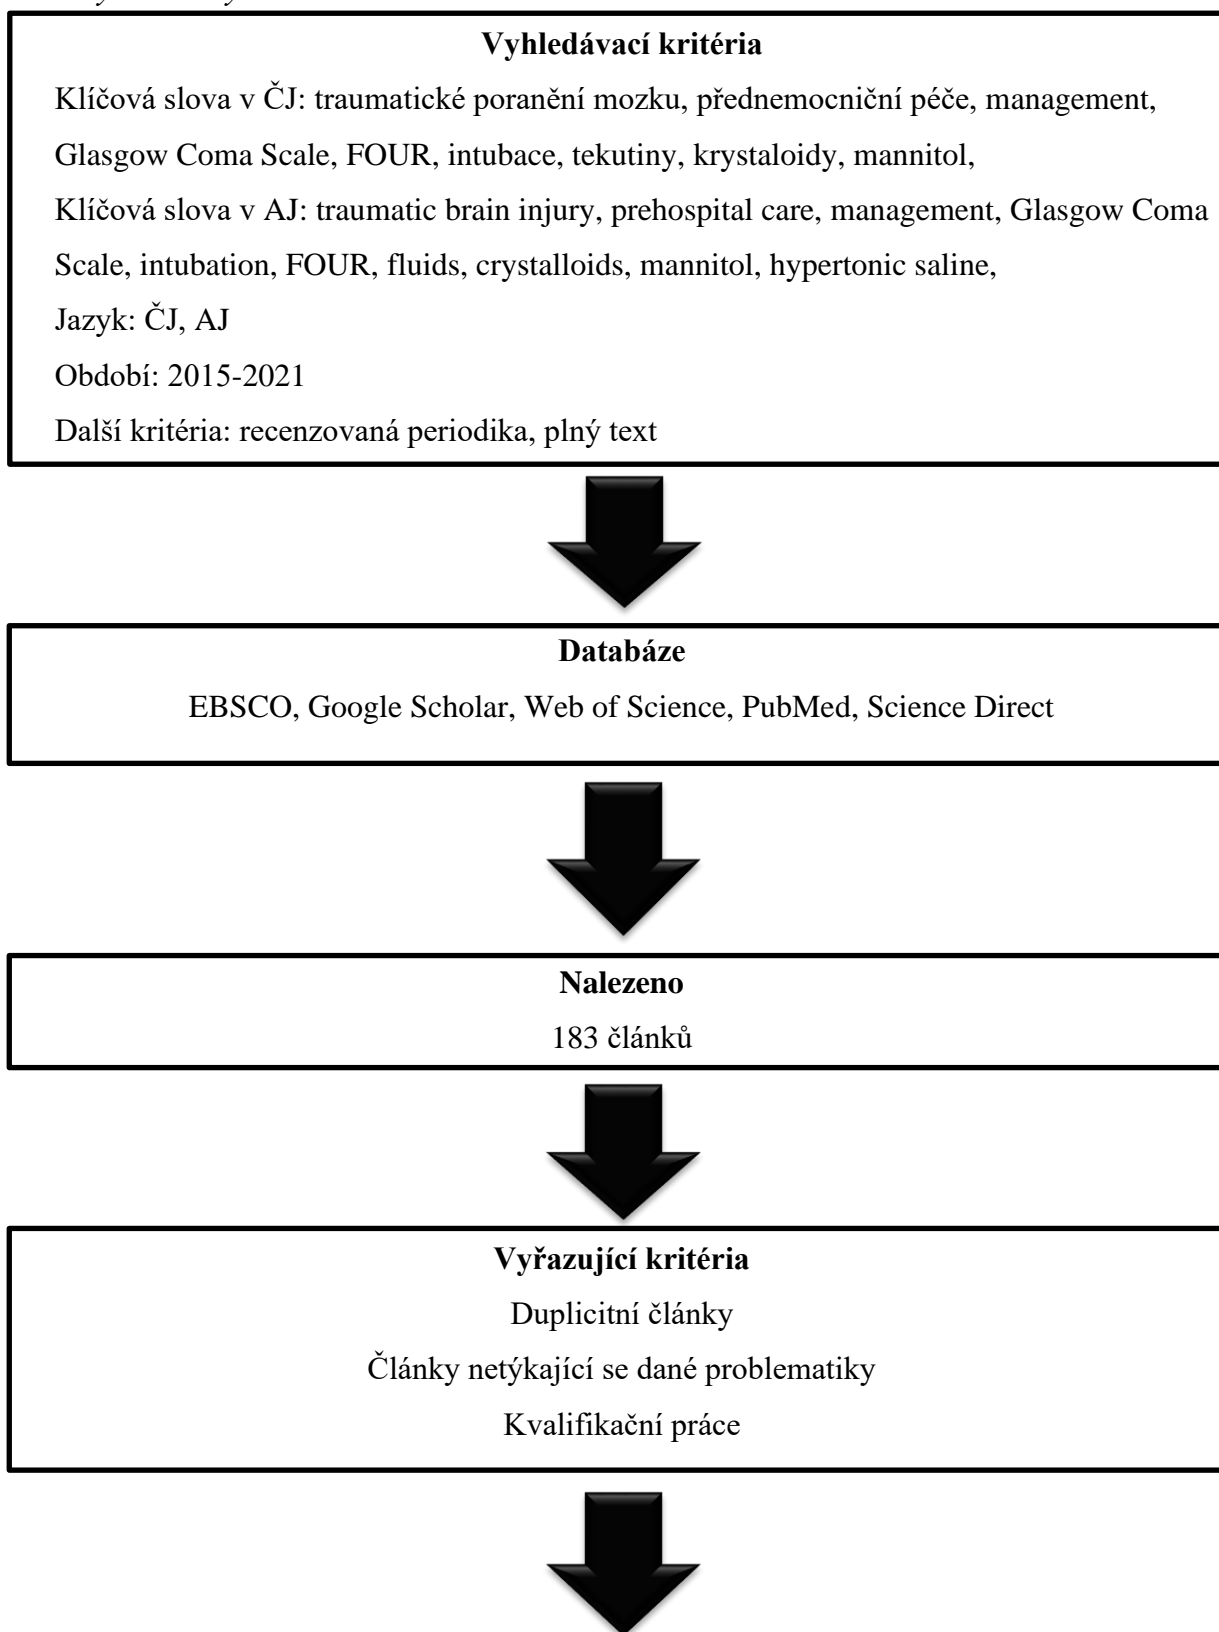 Vyhledávací kritéria
Klíčová slova v ČJ: traumatické poranění mozku, přednemocniční péče, management,
Glasgow Coma Scale, FOUR, intubace, tekutiny, krystaloidy, mannitol,
Klíčová slova v AJ: traumatic brain injury, prehospital care, management, Glasgow Coma
Scale, intubation, FOUR, fluids, crystalloids, mannitol, hypertonic saline,
Jazyk: ČJ, AJ
Období: 2015-2021
Další kritéria: recenzovaná periodika, plný text
Databáze
EBSCO, Google Scholar, Web of Science, PubMed, Science Direct
Nalezeno
183 článků
Vyřazující kritéria
Duplicitní články
Články netýkající se dané problematiky
Kvalifikační práce